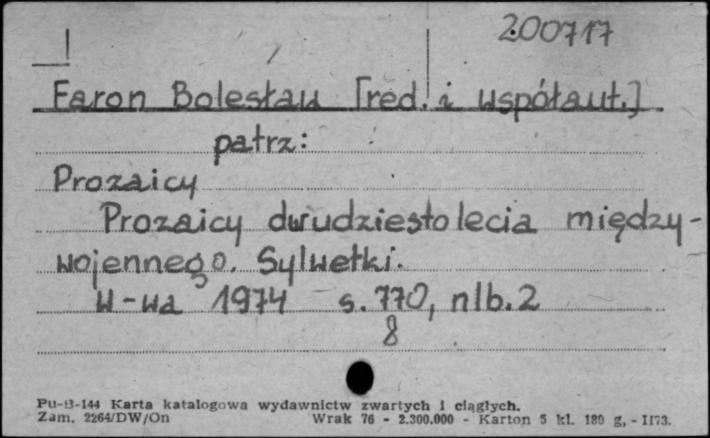 200717
Faron Bolesław [red. i współaut.]
patrz:
Prozaicy
Prozaicy dwudziestolecia między-
wojennego. Sylwetki.
W-wa 1974 s. 770, nlb. 2
8
Pu-B-144 Karta katalogowa wydawnictw zwartych i ciągłych.
Zam. 2264/DW/On Wrak 76 - 2.300.000 - Karton 5 kl. 180 g, - II73.